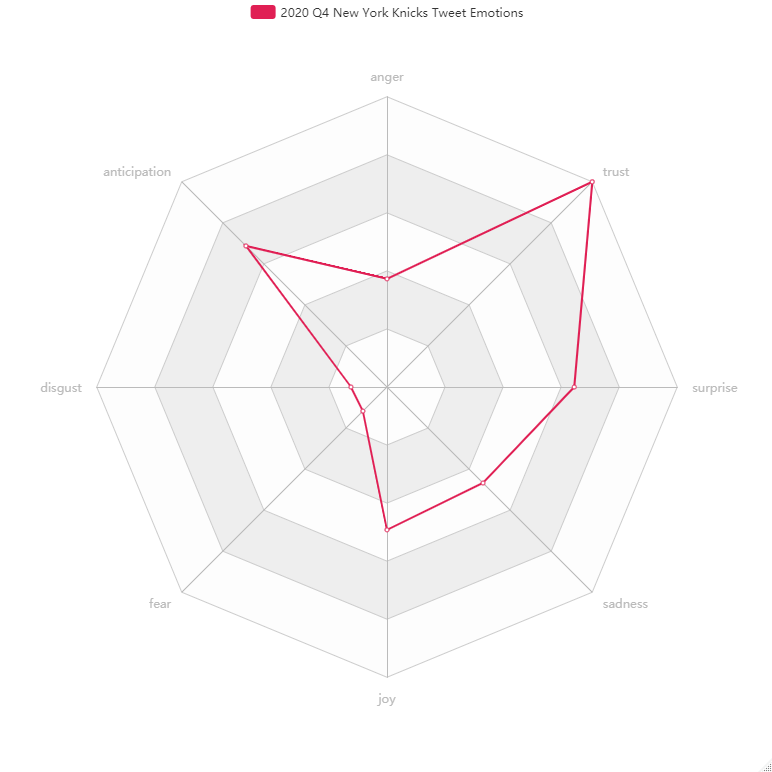 2020 Q4 New York Knicks Tweet Emotions
anger
anticipation
trust
disgust
surprise
fear
sadness
joy